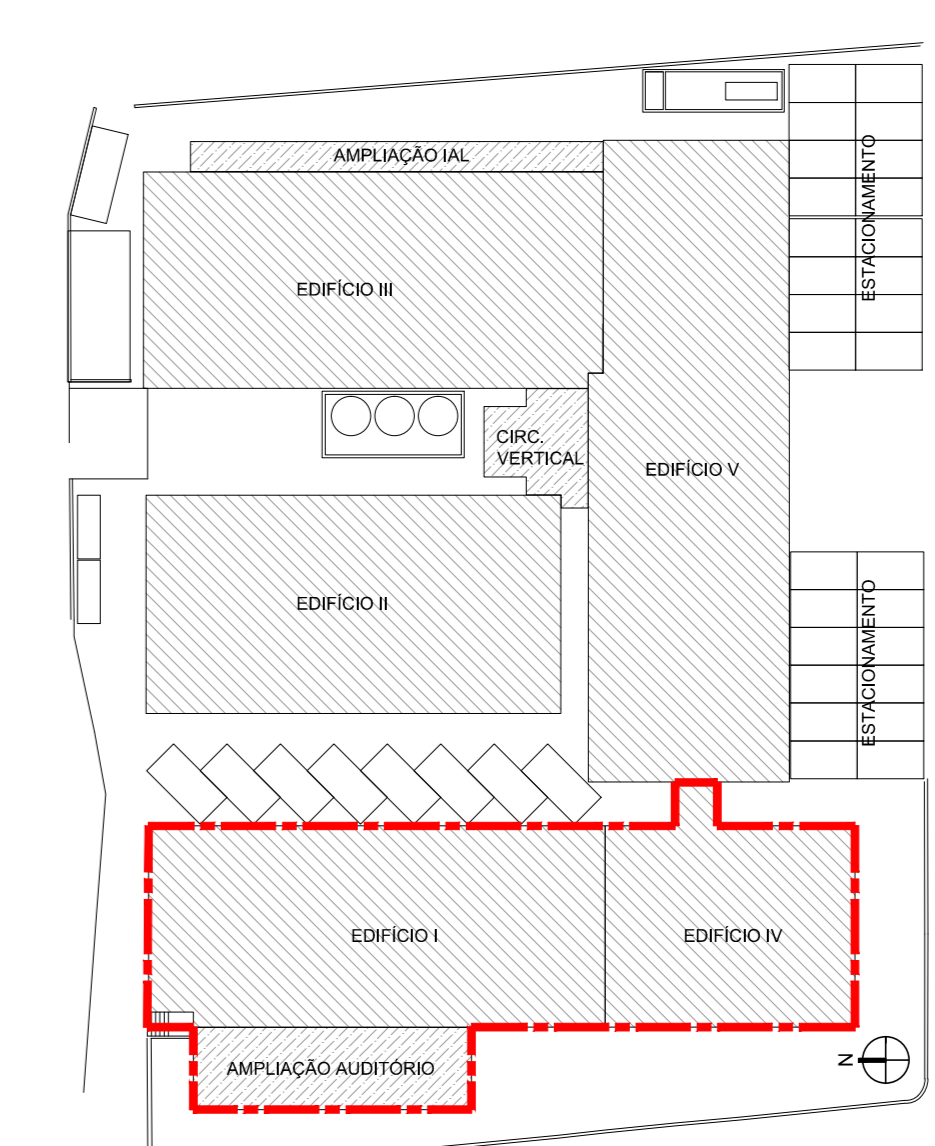 AMPLIAÇÃO IAL
ESTACIONAMENTO
EDIFÍCIO III
CIRC.
VERTICAL
EDIFÍCIO V
EDIFÍCIO II
ESTACIONAMENTO
EDIFÍCIO I
EDIFÍCIO IV
AMPLIAÇÃO AUDITÓRIO
N